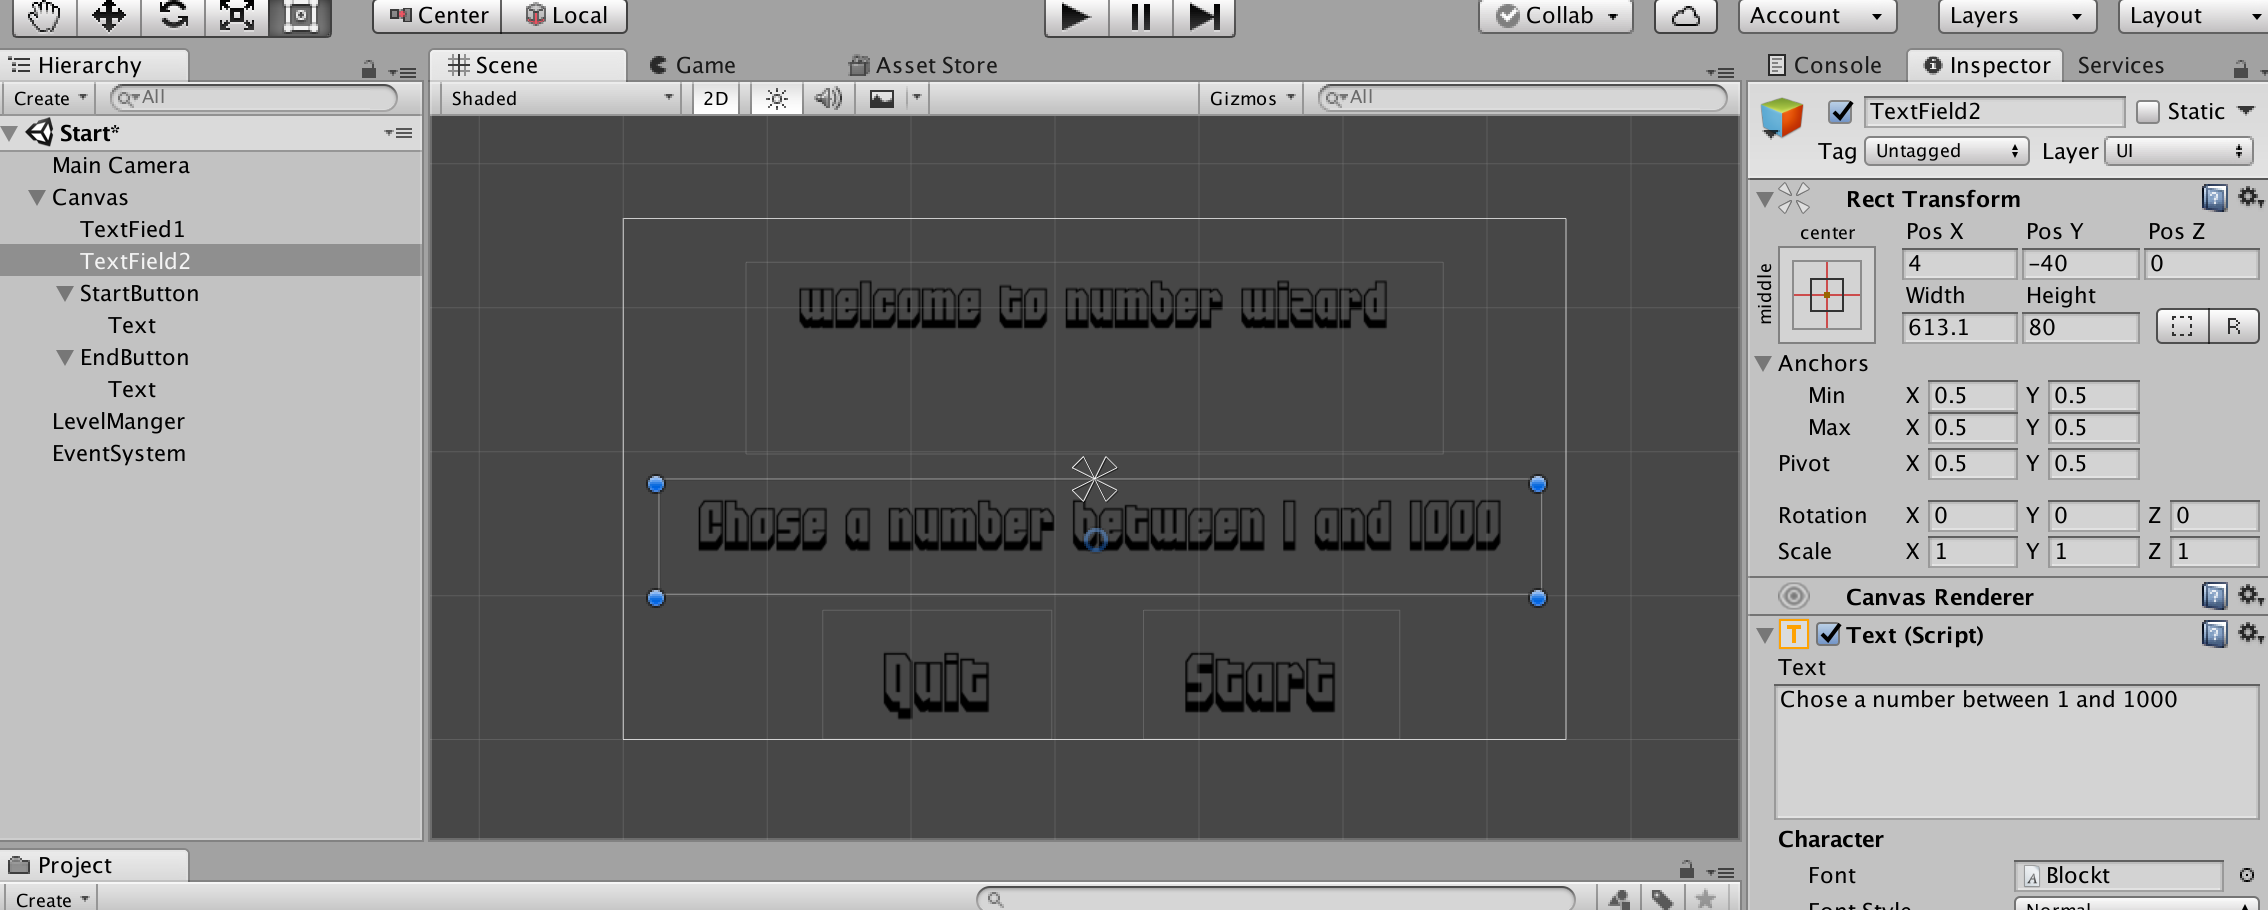 Center Local Collab Account Layers Layout
Hierarchy
Create All
Start*
Main Camera
Canvas
TextFied1
TextField2
StartButton
Text
EndButton
Text
LevelManger
EventSystem
Scene Game Asset Store
Shaded 2D Gizmos All
welcome to number wizard
Chose a number between 1 and 1000
Quit Start
Project
Create
Console Inspector Services
TextField2 Static
Tag Untagged Layer UI
Rect Transform
center Pos X Pos Y Pos Z
middle 4 -40 0
Width Height
613.1 80 R
Anchors
Min X 0.5 Y 0.5
Max X 0.5 Y 0.5
Pivot X 0.5 Y 0.5
Rotation X 0 Y 0 Z 0
Scale X 1 Y 1 Z 1
Canvas Renderer
T Text (Script)
Text
Chose a number between 1 and 1000
Character
Font Blockt
Font Style Normal